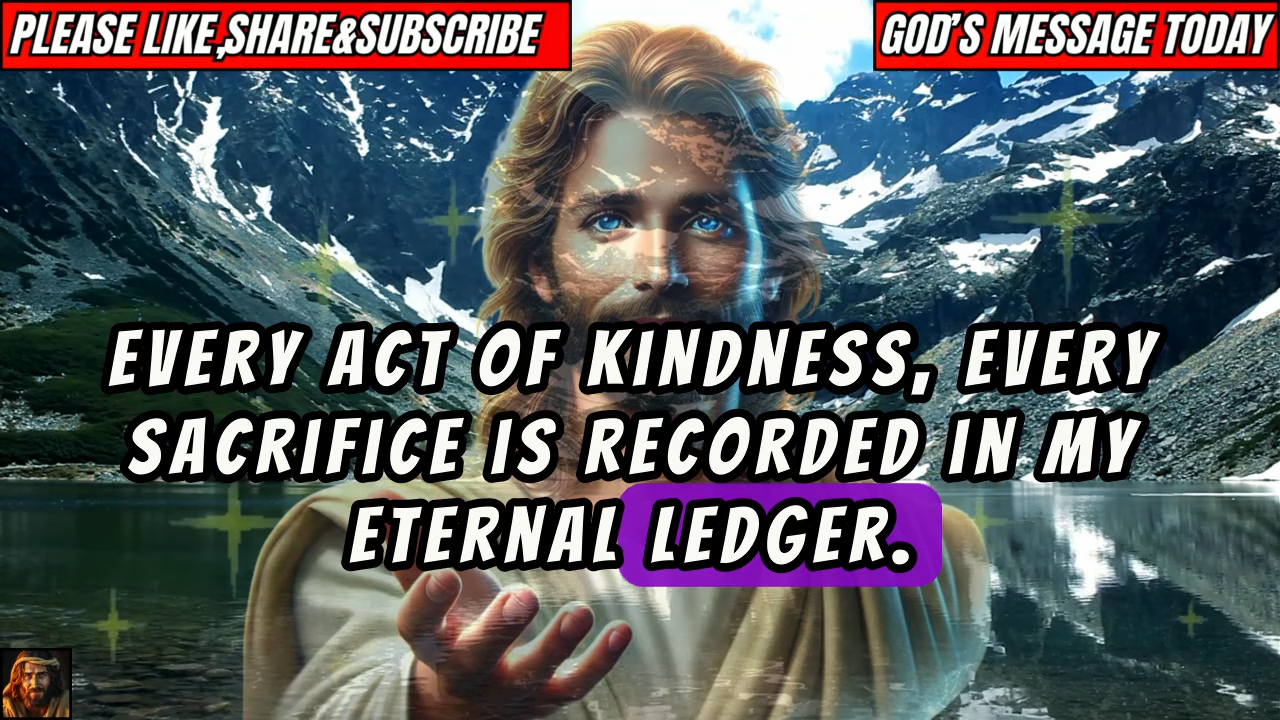 PLEASE LIKE,SHARE&SUBSCRIBE
GOD'S MESSAGE TODAY
EVERY ACT OF KINDNESS, EVERY
SACRIFICE IS RECORDED IN MY
ETERNAL LEDGER.